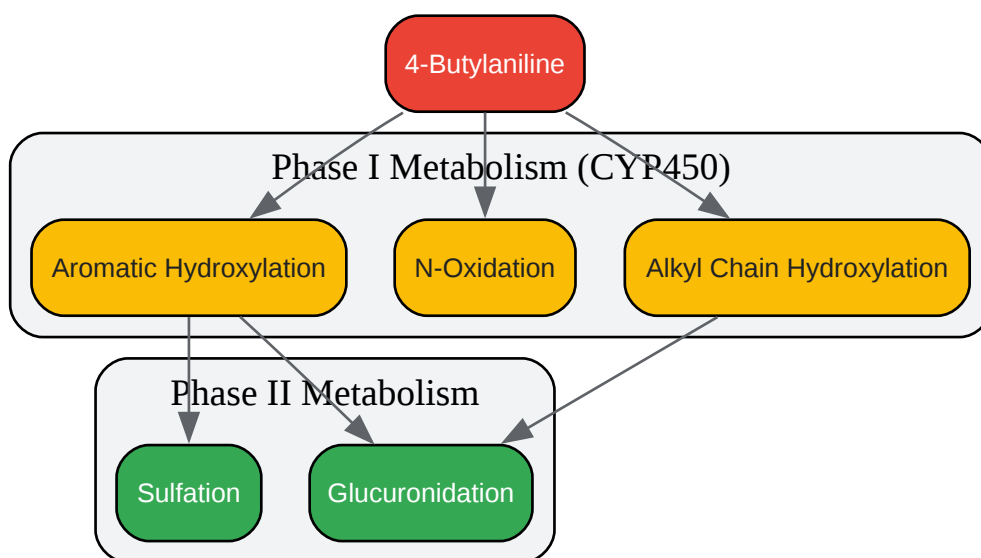 4-Butylaniline
Phase I Metabolism (CYP450)
Aromatic Hydroxylation
N-Oxidation
Alkyl Chain Hydroxylation
Phase II Metabolism
Sulfation
Glucuronidation